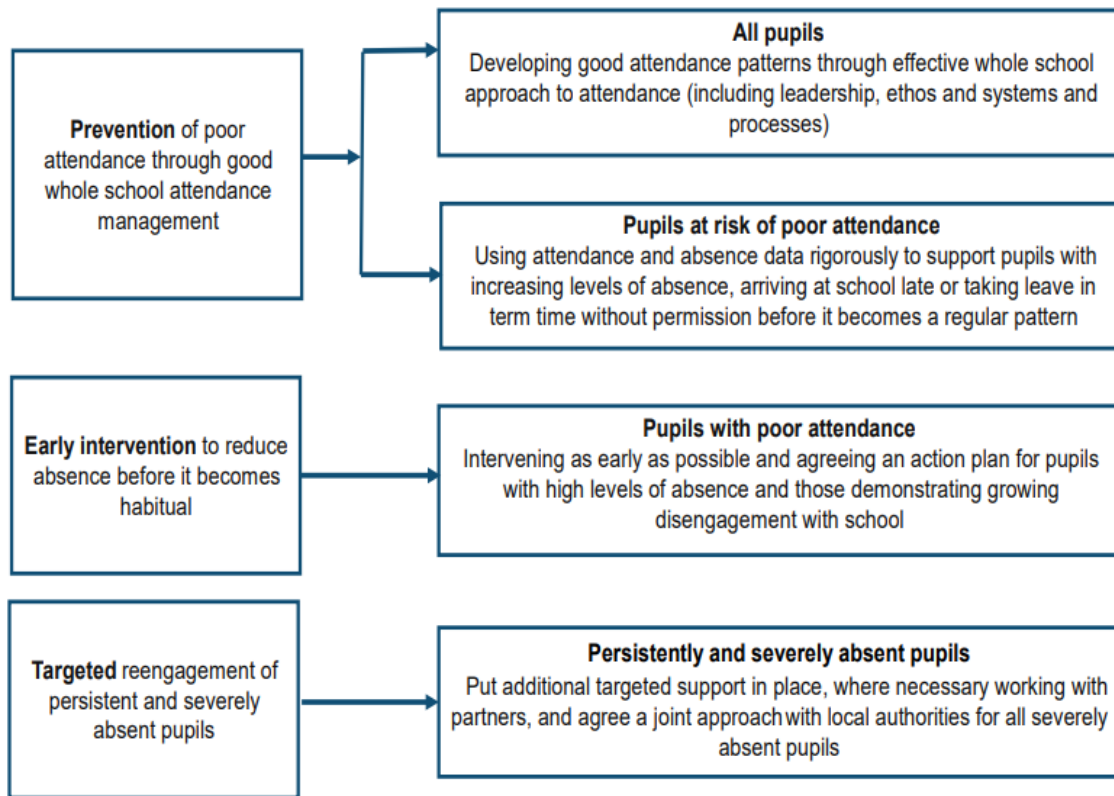 Prevention of poor
attendance through good
whole school attendance
management
All pupils
Developing good attendance patterns through effective whole school
approach to attendance (including leadership, ethos and systems and
processes)
Pupils at risk of poor attendance
Using attendance and absence data rigorously to support pupils with
increasing levels of absence, arriving at school late or taking leave in
term time without permission before it becomes a regular pattern
Early intervention to reduce
absence before it becomes
habitual
Pupils with poor attendance
Intervening as early as possible and agreeing an action plan for pupils
with high levels of absence and those demonstrating growing
disengagement with school
Targeted reengagement of
persistent and severely
absent pupils
Persistently and severely absent pupils
Put additional targeted support in place, where necessary working with
partners, and agree a joint approach with local authorities for all severely
absent pupils